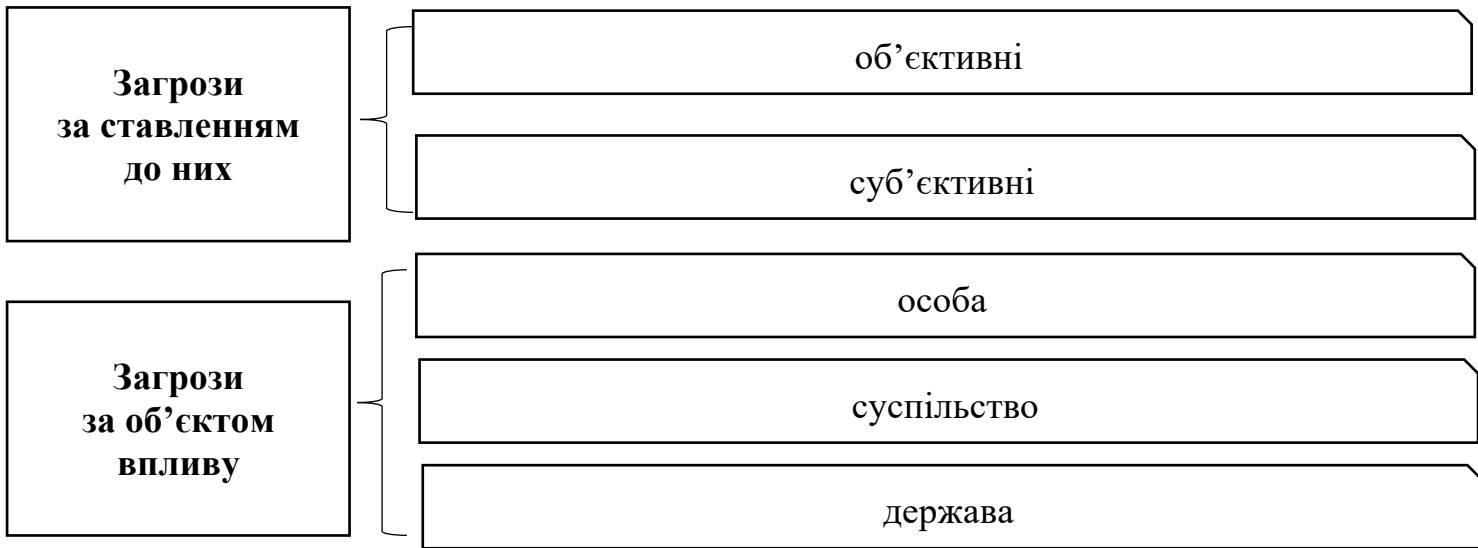 Загрози
за ставленням
до них
об’єктивні
суб’єктивні
Загрози
за об’єктом
впливу
особа
суспільство
держава